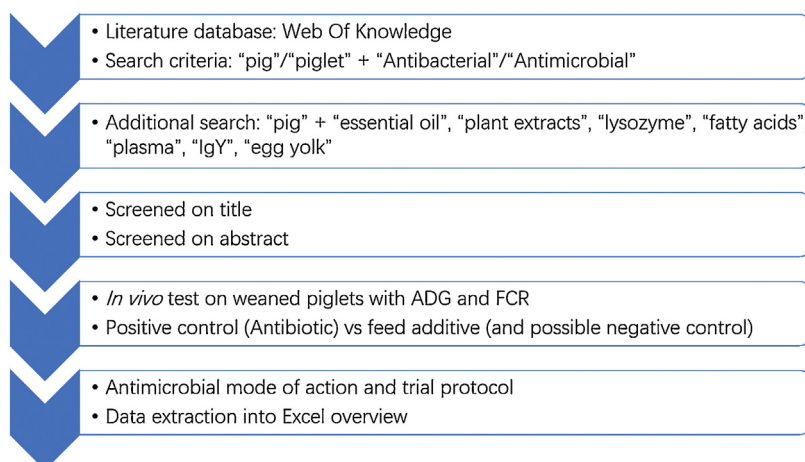 • Literature database: Web Of Knowledge
• Search criteria: “pig”/“piglet” + “Antibacterial”/“Antimicrobial”
• Additional search: “pig” + “essential oil”, “plant extracts”, “lysozyme”, “fatty acids”
“plasma”, “IgY”, “egg yolk”
• Screened on title
• Screened on abstract
• In vivo test on weaned piglets with ADG and FCR
• Positive control (Antibiotic) vs feed additive (and possible negative control)
• Antimicrobial mode of action and trial protocol
• Data extraction into Excel overview